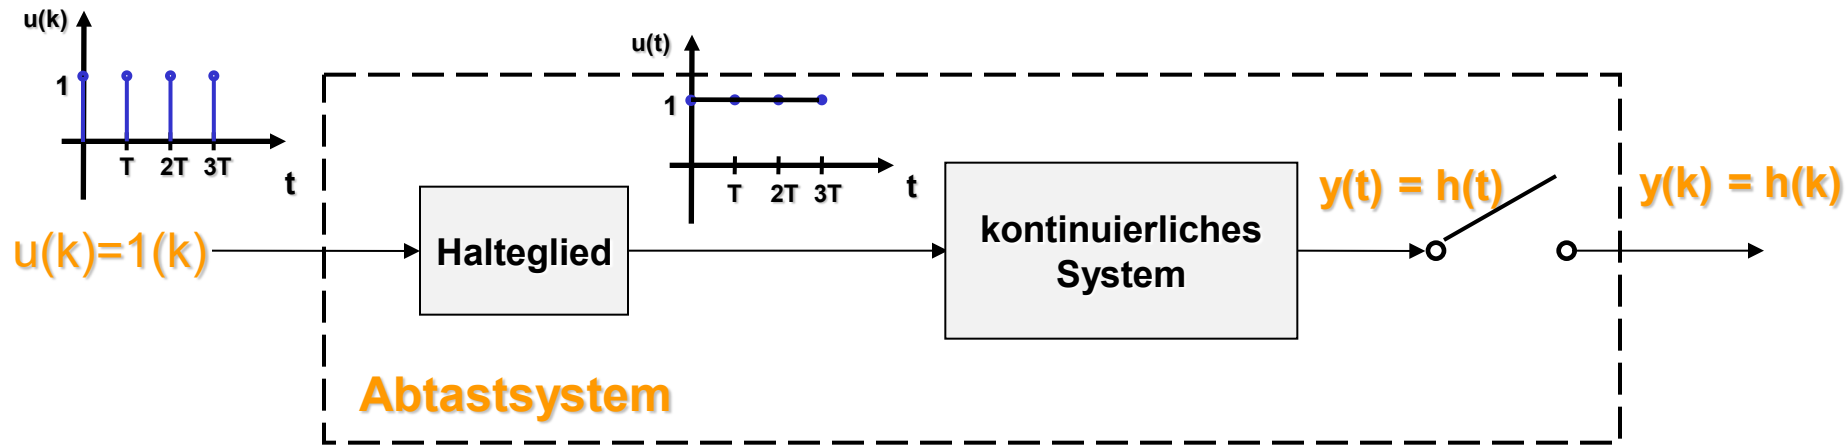 u(k)
1
T 2T 3T
t
u(t)
1
T 2T 3T
t
u(k)=1(k)
Halteglied
kontinuierliches
System
y(t) = h(t)
y(k) = h(k)
Abtastsystem